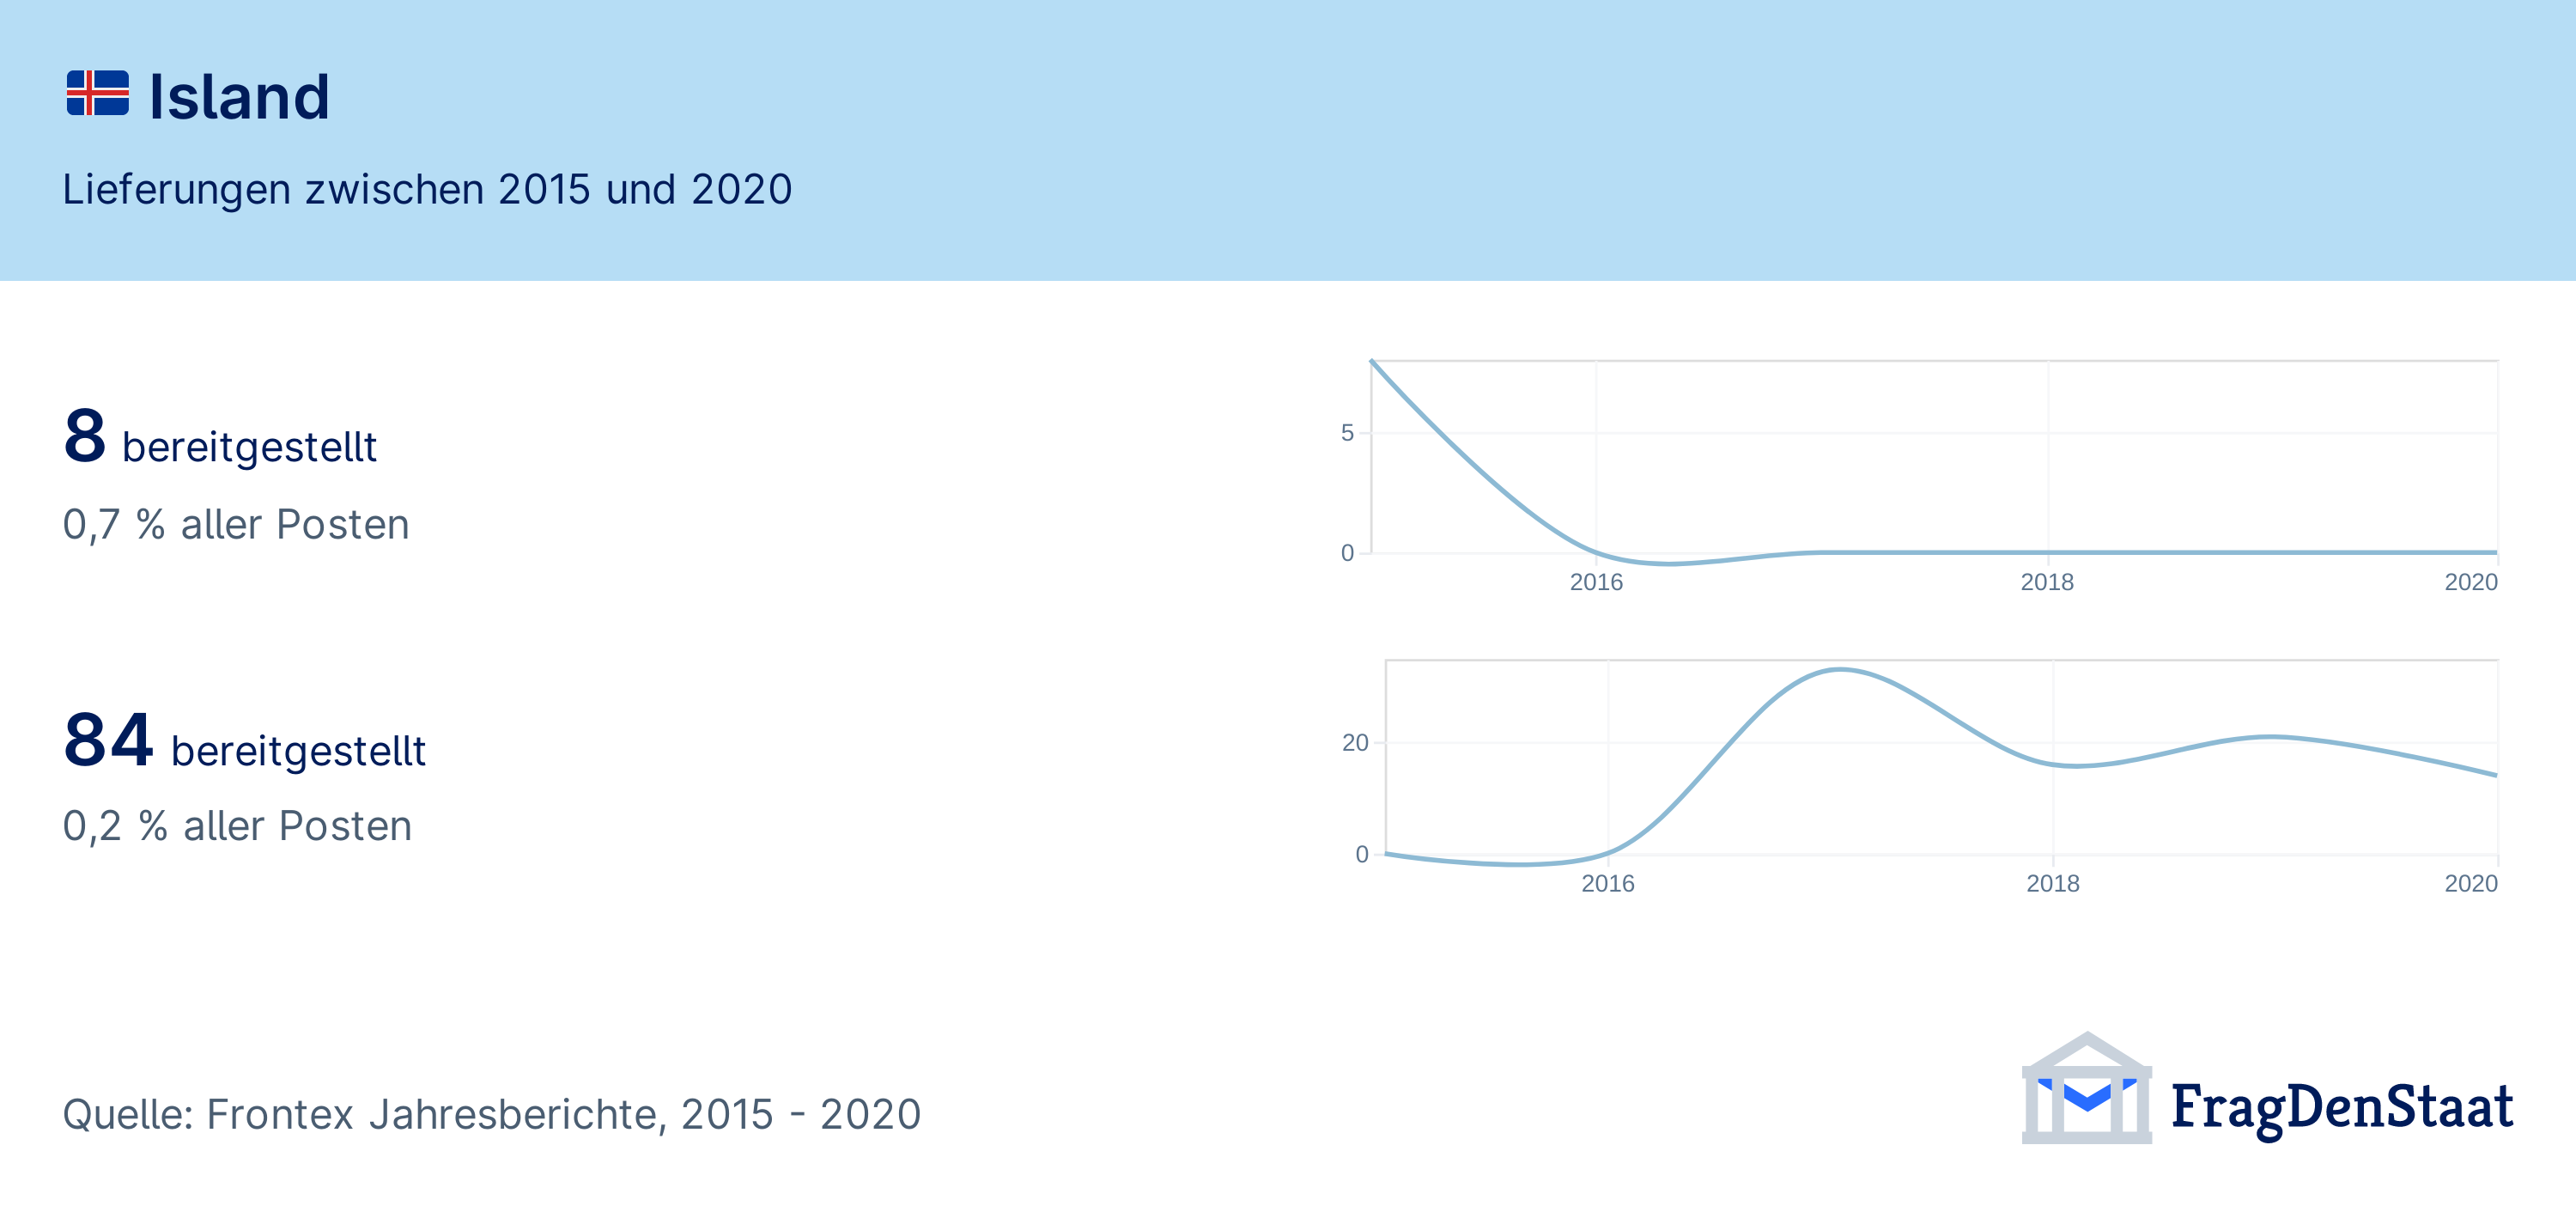 Island
Lieferungen zwischen 2015 und 2020
8 bereitgestellt
0,7 % aller Posten
5
0
2016 2018 2020
84 bereitgestellt
0,2 % aller Posten
20
0
2016 2018 2020
Quelle: Frontex Jahresberichte, 2015 - 2020
FragDenStaat